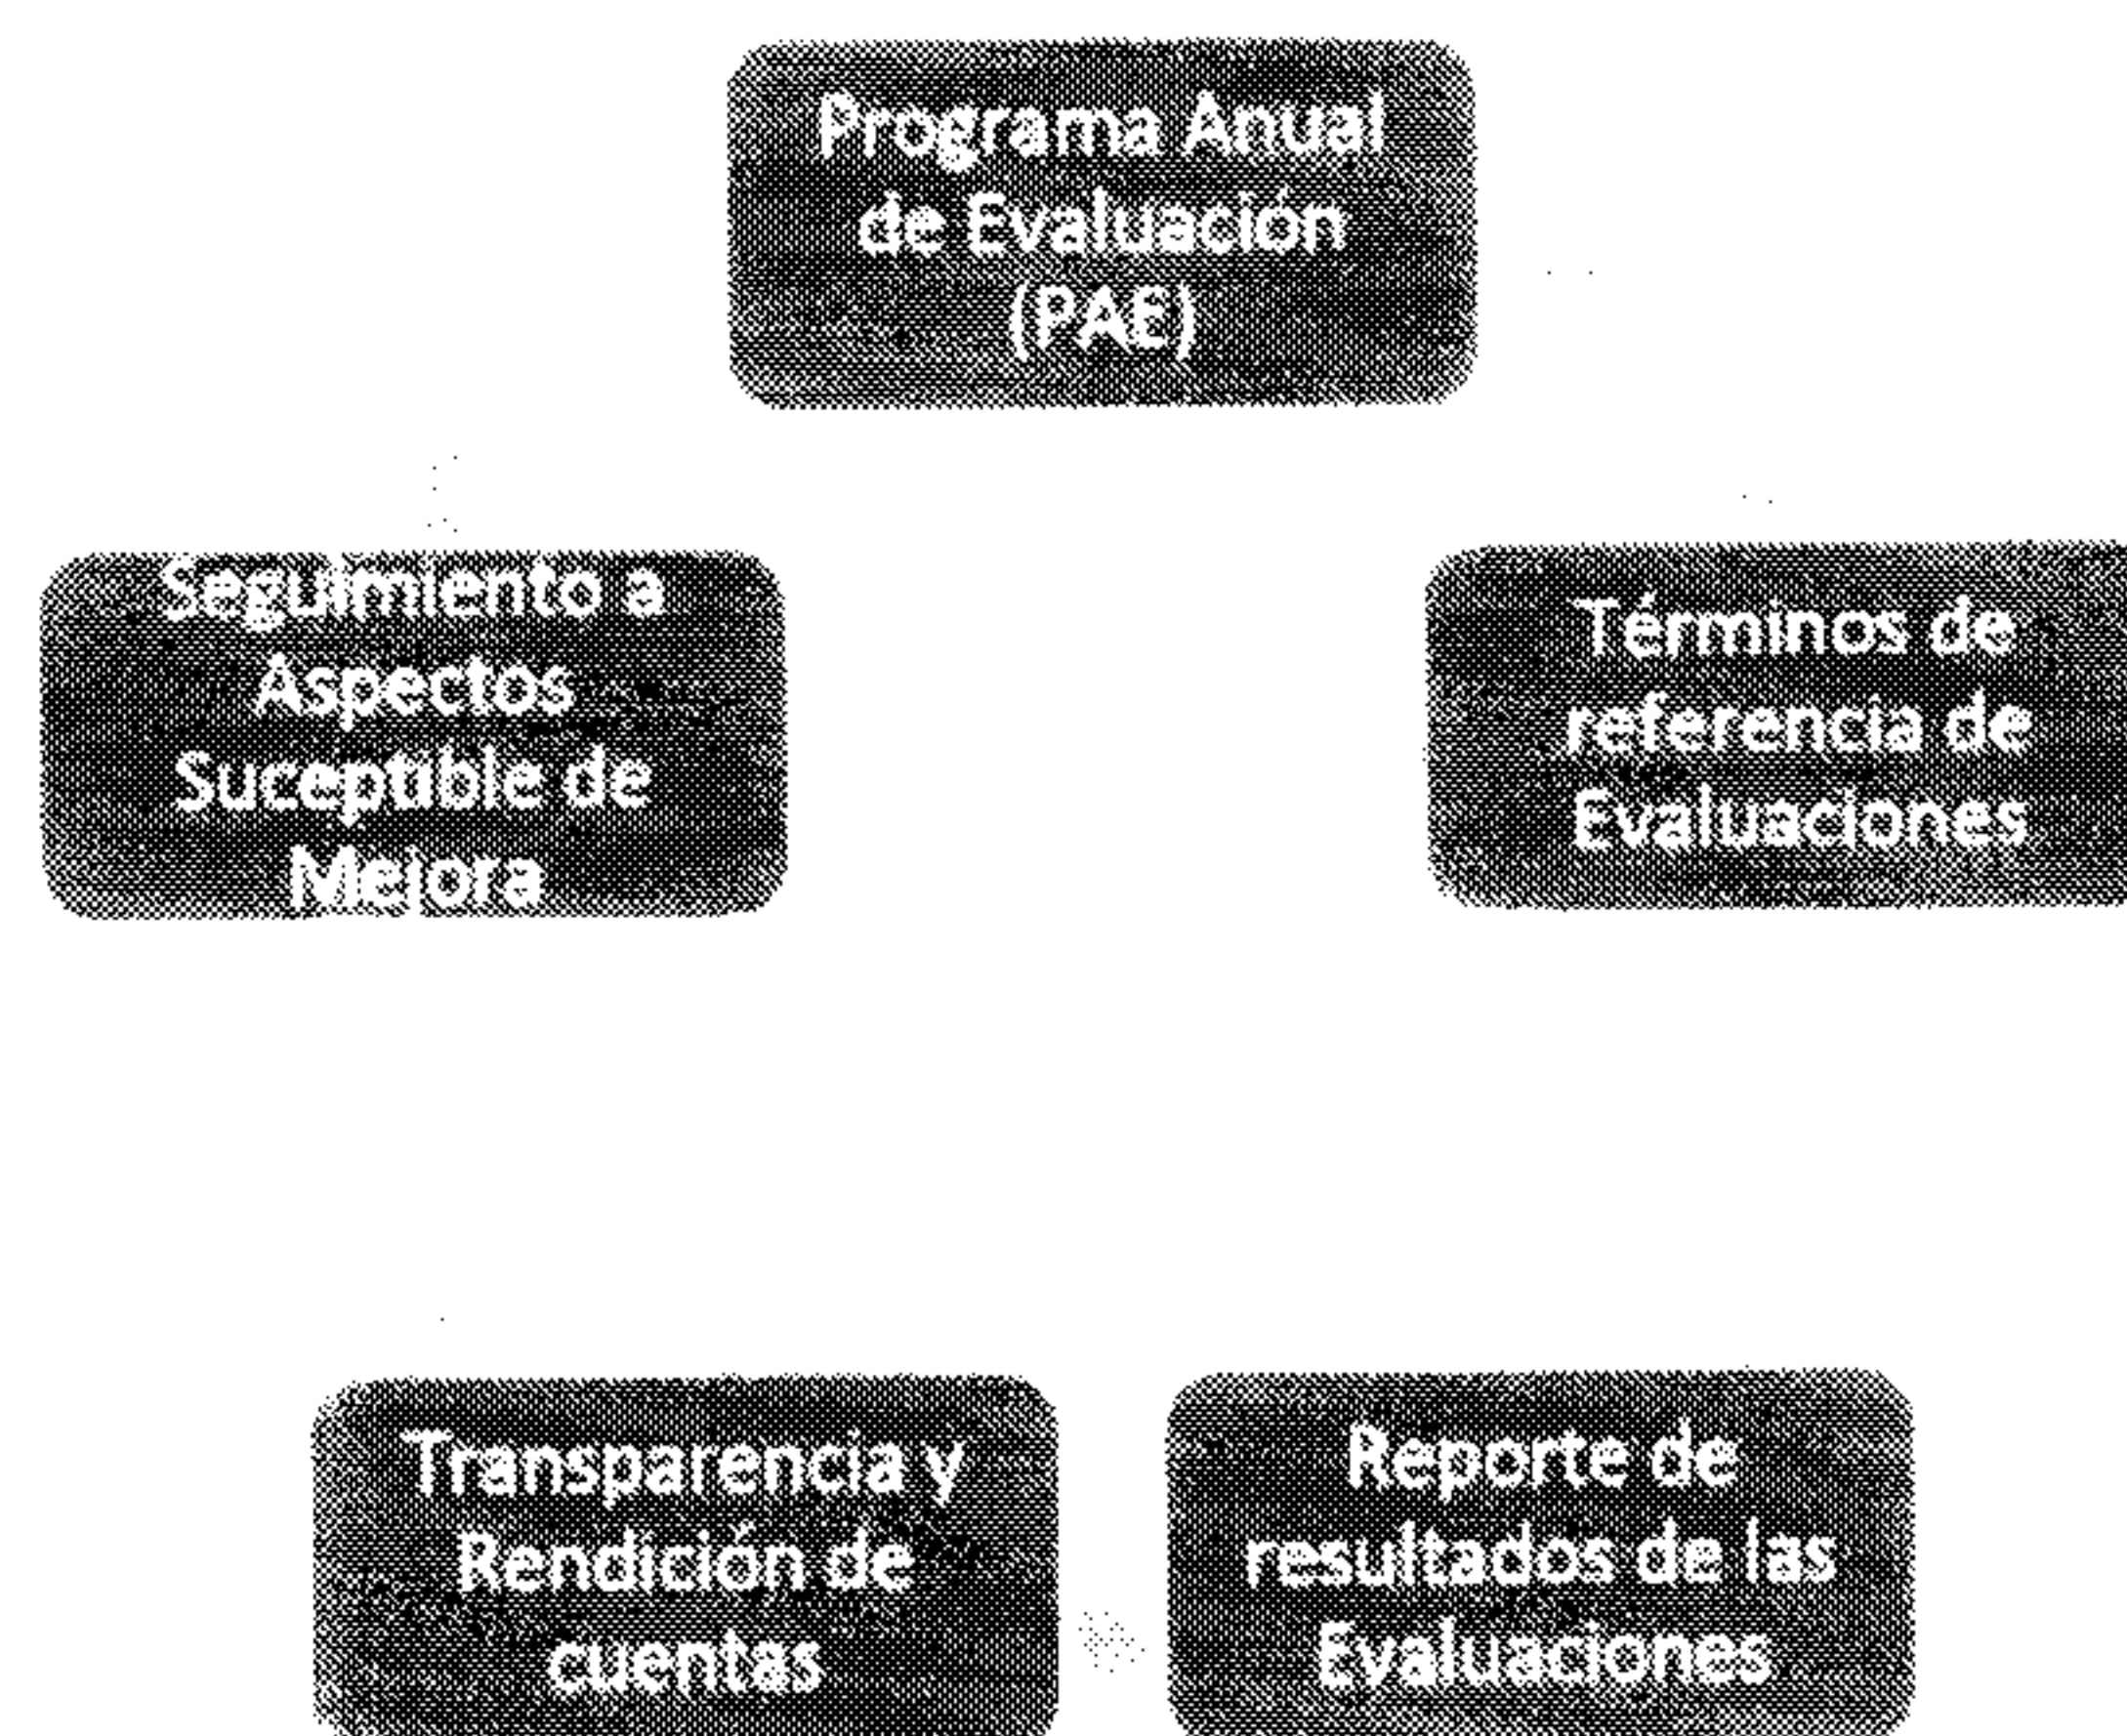 Programa Anual
de Evaluación
(PAE)
Seguimiento a
Aspectos
Suceptible de
Mejora
Términos de
referencia de
Evaluaciones
Transparencia y
Rendición de
cuentas
Reporte de
resultados de las
Evaluaciones